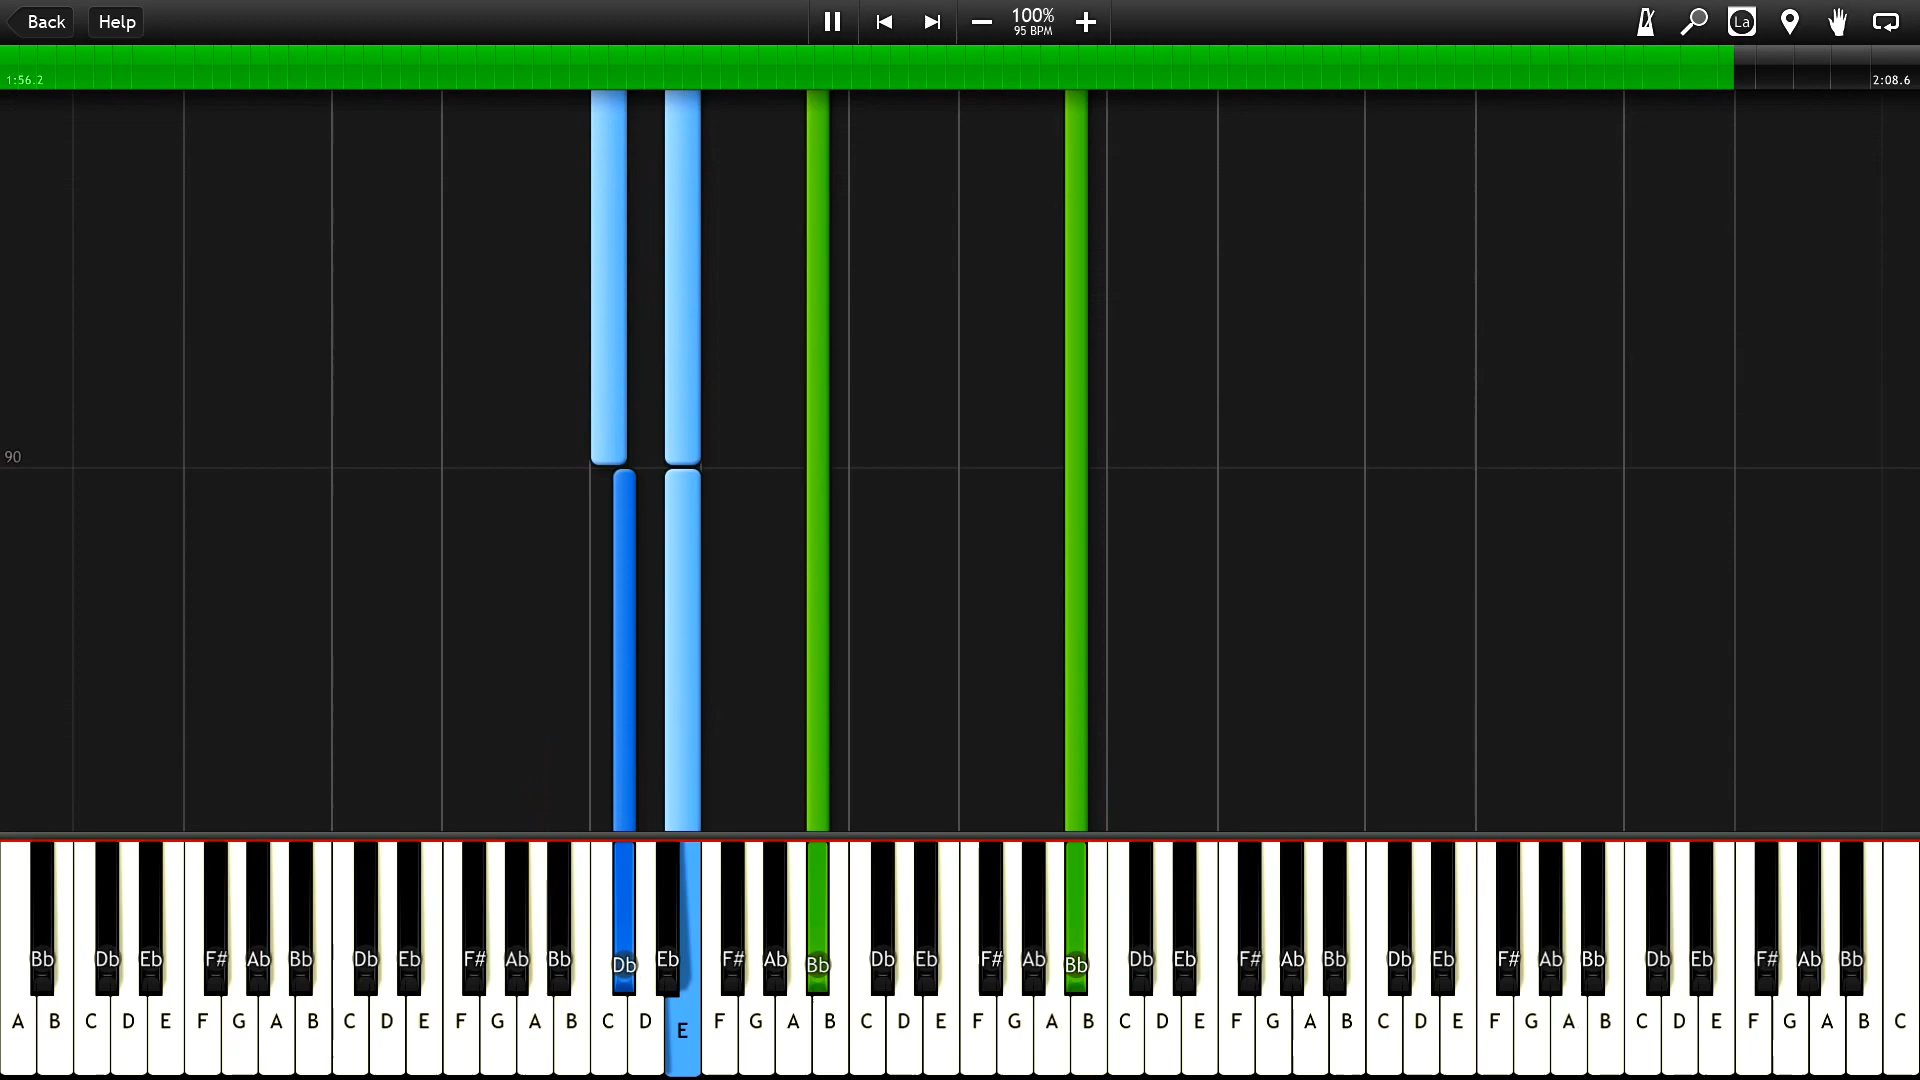 Back Help 100% La
95 BPM
1:56.2 2:08.6
90
Bb Db Eb F# Ab Bb Db Eb F# Ab Bb Db Eb F# Ab Bb Db Eb F# Ab Bb Db Eb F# Ab Bb Db Eb F# Ab Bb Db Eb F# Ab Bb
A B C D E F G A B C D E F G A B C D E F G A B C D E F G A B C D E F G A B C D E F G A B C D E F G A B C